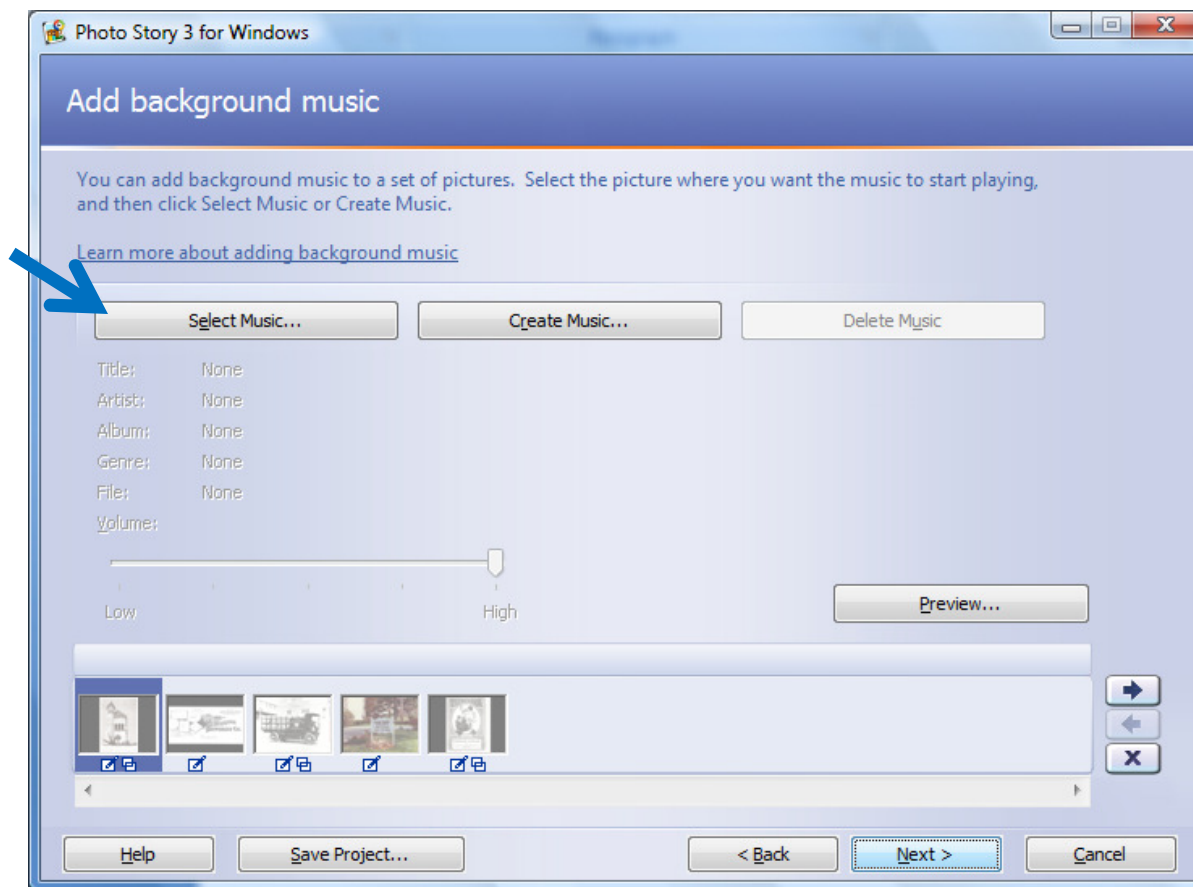 Photo Story 3 for Windows
Add background music
You can add background music to a set of pictures. Select the picture where you want the music to start playing,
and then click Select Music or Create Music.
Learn more about adding background music
Select Music...
Create Music...
Delete Music
Title: None
Artist: None
Album: None
Genre: None
File: None
Volume:
Low High
Preview...
Help
Save Project...
< Back
Next >
Cancel